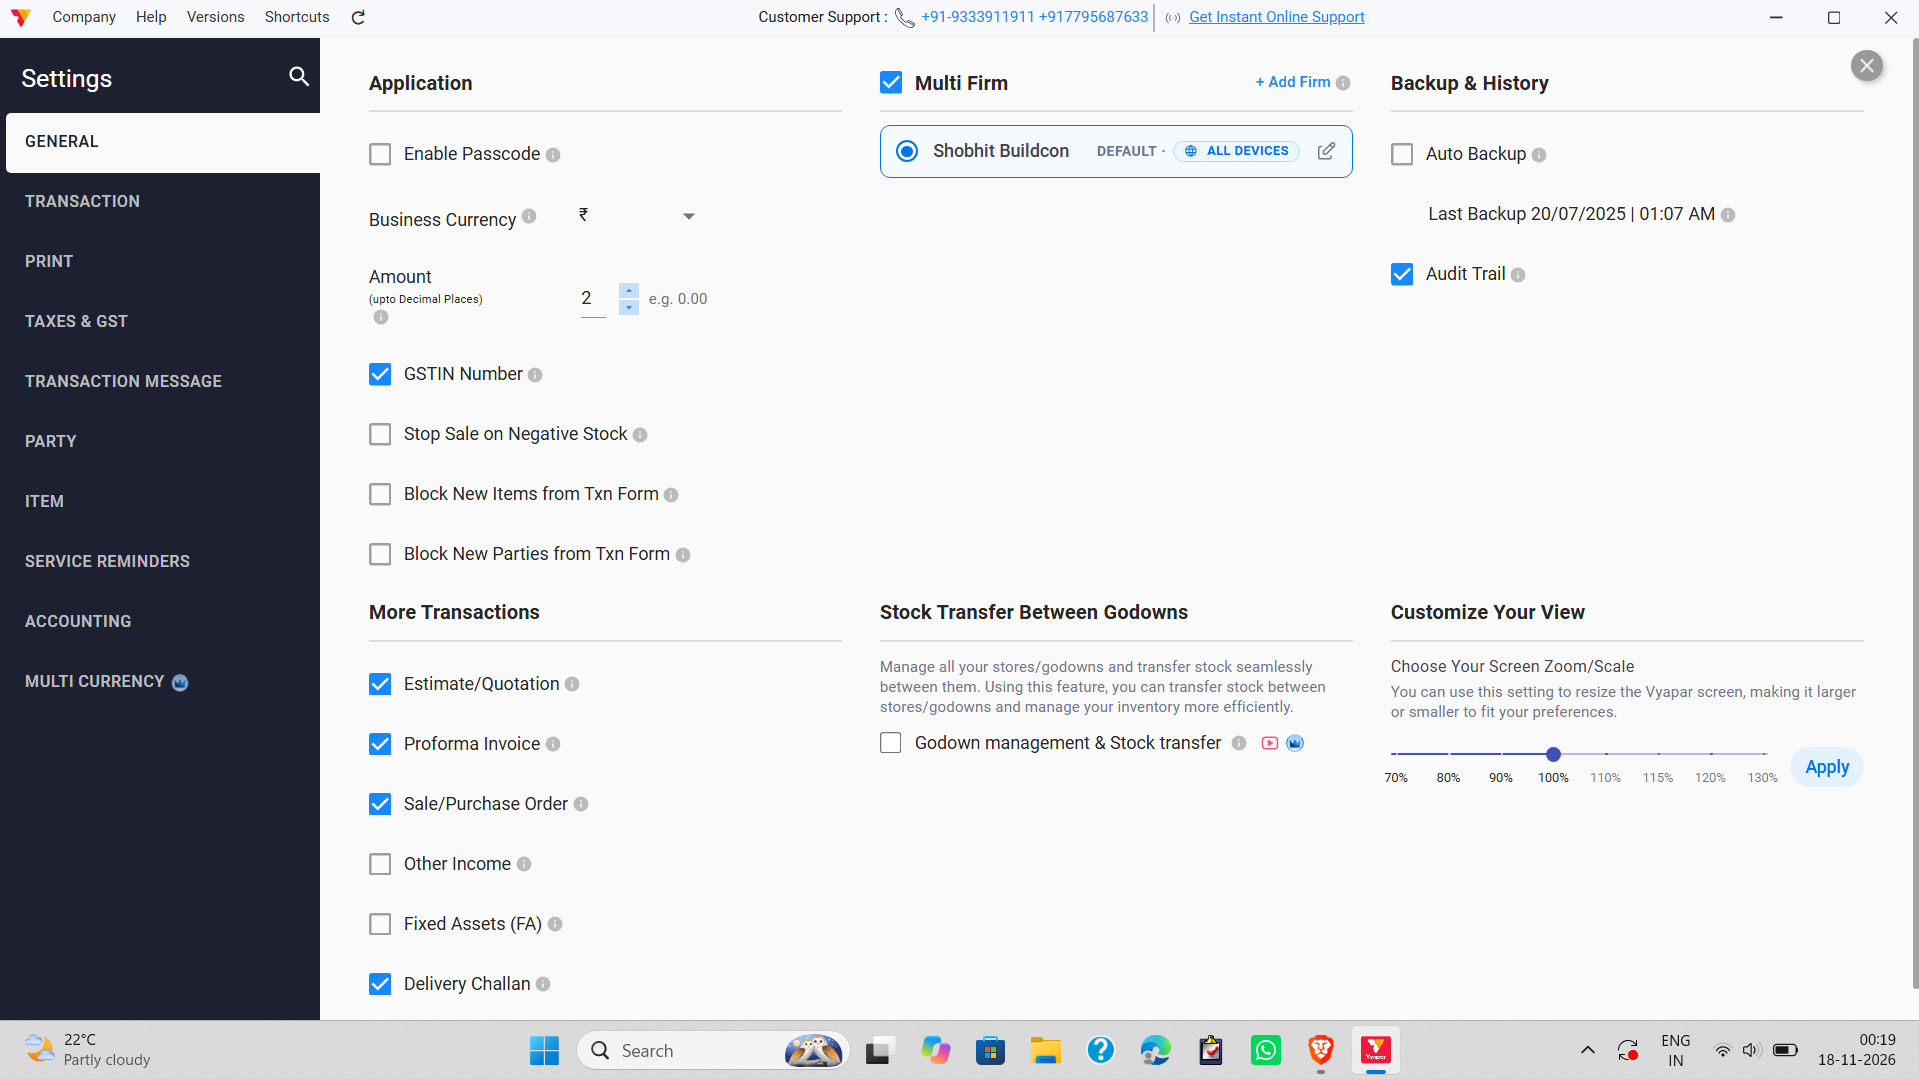 Company Help Versions Shortcuts
Customer Support : +91-9333911911 +917795687633 Get Instant Online Support
Settings
GENERAL
TRANSACTION
PRINT
TAXES & GST
TRANSACTION MESSAGE
PARTY
ITEM
SERVICE REMINDERS
ACCOUNTING
MULTI CURRENCY
Application
Enable Passcode
Business Currency ₹
Amount
(upto Decimal Places)
2 e.g. 0.00
GSTIN Number
Stop Sale on Negative Stock
Block New Items from Txn Form
Block New Parties from Txn Form
Multi Firm + Add Firm
Shobhit Buildcon DEFAULT · ALL DEVICES
Backup & History
Auto Backup
Last Backup 20/07/2025 | 01:07 AM
Audit Trail
More Transactions
Estimate/Quotation
Proforma Invoice
Sale/Purchase Order
Other Income
Fixed Assets (FA)
Delivery Challan
Stock Transfer Between Godowns
Manage all your stores/godowns and transfer stock seamlessly
between them. Using this feature, you can transfer stock between
stores/godowns and manage your inventory more efficiently.
Godown management & Stock transfer
Customize Your View
Choose Your Screen Zoom/Scale
You can use this setting to resize the Vyapar screen, making it larger
or smaller to fit your preferences.
70% 80% 90% 100% 110% 115% 120% 130%
Apply
22°C
Partly cloudy
Search
Vyapar
ENG
IN
00:19
18-11-2026